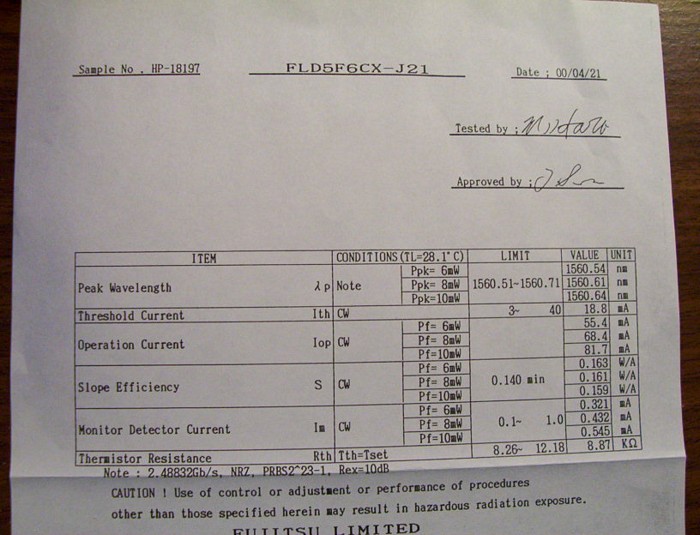 Sample No . HP-18197 FLD5F6CX-J21 Date ; 00/04/21
Tested by ;
Approved by ;
ITEM CONDITIONS (TL=28.1°C) LIMIT VALUE UNIT
Peak Wavelength λp Note Ppk= 6mW 1560.51~1560.71 1560.54 nm
Ppk= 8mW 1560.61 nm
Ppk=10mW 1560.64 nm
Threshold Current Ith CW 3~ 40 18.8 mA
Operation Current Iop CW Pf= 6mW 55.4 mA
Pf= 8mW 68.4 mA
Pf=10mW 81.7 mA
Slope Efficiency S CW Pf= 6mW 0.140 min 0.163 W/A
Pf= 8mW 0.161 W/A
Pf=10mW 0.159 W/A
Monitor Detector Current Im CW Pf= 6mW 0.1~ 1.0 0.321 mA
Pf= 8mW 0.432 mA
Pf=10mW 0.545 mA
Thermistor Resistance Rth Tth=Tset 8.26~ 12.18 8.87 KΩ
Note : 2.48832Gb/s, NRZ, PRBS2^23-1, Rex=10dB
CAUTION ! Use of control or adjustment or performance of procedures
other than those specified herein may result in hazardous radiation exposure.
FUJITSU LIMITED